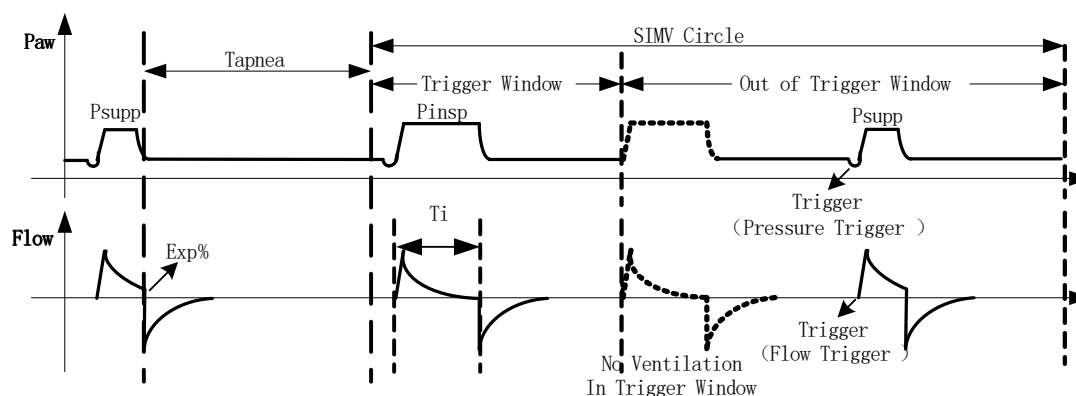 Paw
SIMV Circle
Tapnea
Trigger Window
Out of Trigger Window
Psupp
Pinsp
Psupp
Trigger
（Pressure Trigger ）
Flow
Ti
Exp%
Trigger
（Flow Trigger ）
No Ventilation
In Trigger Window